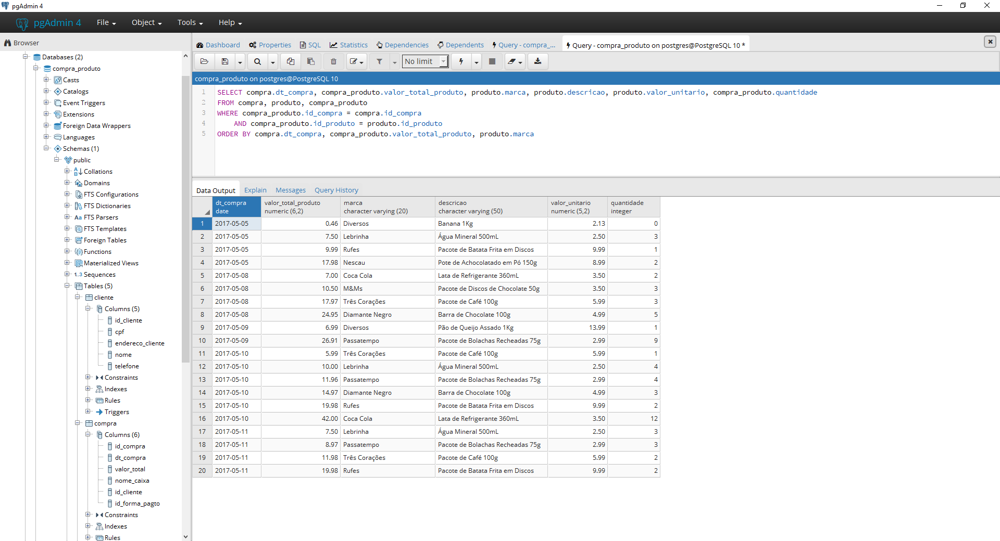 pgAdmin 4
pgAdmin 4 File Object Tools Help
Browser
Databases (2)
compra_produto
Casts
Catalogs
Event Triggers
Extensions
Foreign Data Wrappers
Languages
Schemas (1)
public
Collations
Domains
FTS Configurations
FTS Dictionaries
FTS Parsers
FTS Templates
Foreign Tables
Functions
Materialized Views
1..3 Sequences
Tables (5)
cliente
Columns (5)
id_cliente
cpf
endereco_cliente
nome
telefone
Constraints
Indexes
Rules
Triggers
compra
Columns (6)
id_compra
dt_compra
valor_total
nome_caixa
id_cliente
id_forma_pagto
Constraints
Indexes
Rules
Dashboard Properties SQL Statistics Dependencies Dependents Query - compra_... Query - compra_produto on postgres@PostgreSQL 10 *
No limit
compra_produto on postgres@PostgreSQL 10
1 SELECT compra.dt_compra, compra_produto.valor_total_produto, produto.marca, produto.descricao, produto.valor_unitario, compra_produto.quantidade
2 FROM compra, produto, compra_produto
3 WHERE compra_produto.id_compra = compra.id_compra
4 AND compra_produto.id_produto = produto.id_produto
5 ORDER BY compra.dt_compra, compra_produto.valor_total_produto, produto.marca
Data Output Explain Messages Query History
dt_compra valor_total_produto marca descricao valor_unitario quantidade
date numeric (6,2) character varying (20) character varying (50) numeric (5,2) integer
1 2017-05-05 0.46 Diversos Banana 1Kg 2.13 0
2 2017-05-05 7.50 Lebrinha Água Mineral 500mL 2.50 3
3 2017-05-05 9.99 Rufes Pacote de Batata Frita em Discos 9.99 1
4 2017-05-05 17.98 Nescau Pote de Achocolatado em Pó 150g 8.99 2
5 2017-05-08 7.00 Coca Cola Lata de Refrigerante 360mL 3.50 2
6 2017-05-08 10.50 M&Ms Pacote de Discos de Chocolate 50g 3.50 3
7 2017-05-08 17.97 Três Corações Pacote de Café 100g 5.99 3
8 2017-05-08 24.95 Diamante Negro Barra de Chocolate 100g 4.99 5
9 2017-05-09 6.99 Diversos Pão de Queijo Assado 1Kg 13.99 1
10 2017-05-09 26.91 Passatempo Pacote de Bolachas Recheadas 75g 2.99 9
11 2017-05-10 5.99 Três Corações Pacote de Café 100g 5.99 1
12 2017-05-10 10.00 Lebrinha Água Mineral 500mL 2.50 4
13 2017-05-10 11.96 Passatempo Pacote de Bolachas Recheadas 75g 2.99 4
14 2017-05-10 14.97 Diamante Negro Barra de Chocolate 100g 4.99 3
15 2017-05-10 19.98 Rufes Pacote de Batata Frita em Discos 9.99 2
16 2017-05-10 42.00 Coca Cola Lata de Refrigerante 360mL 3.50 12
17 2017-05-11 7.50 Lebrinha Água Mineral 500mL 2.50 3
18 2017-05-11 8.97 Passatempo Pacote de Bolachas Recheadas 75g 2.99 3
19 2017-05-11 11.98 Três Corações Pacote de Café 100g 5.99 2
20 2017-05-11 19.98 Rufes Pacote de Batata Frita em Discos 9.99 2